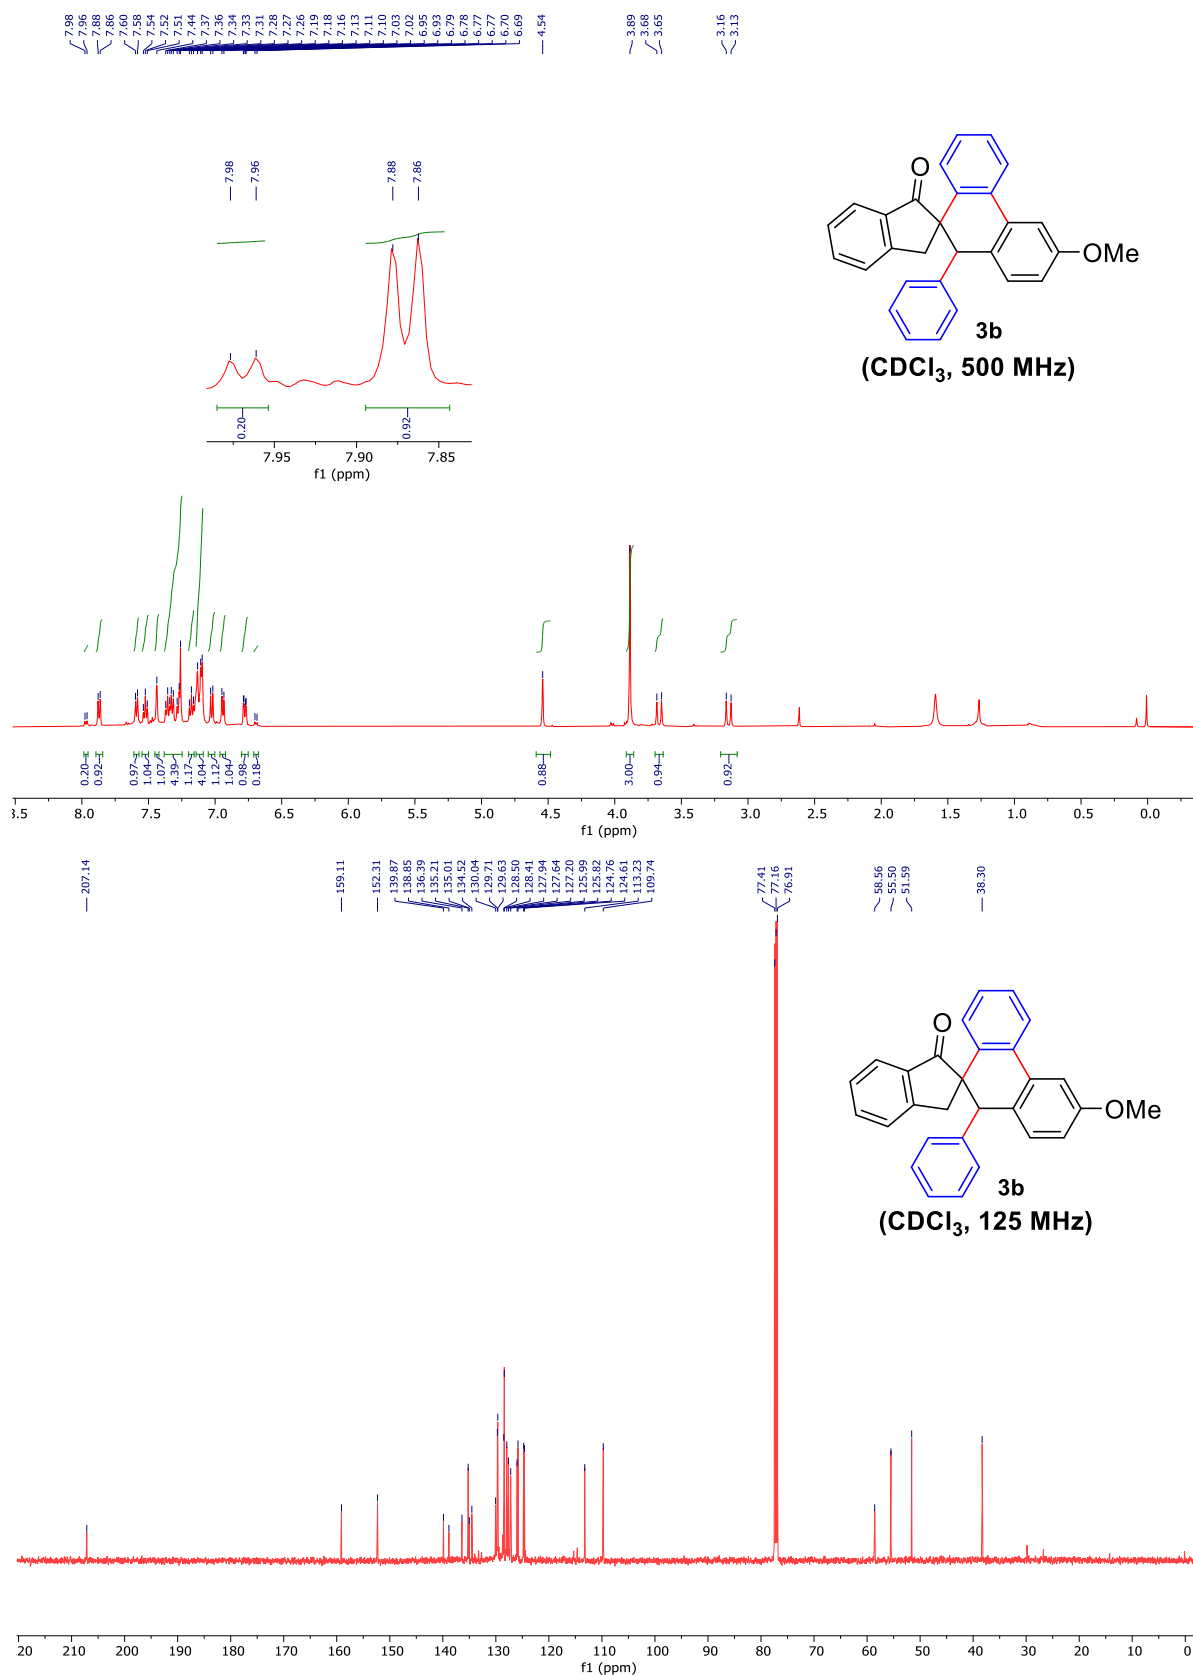 7.98 7.96 7.88 7.86 7.60 7.58 7.54 7.52 7.51 7.44 7.37 7.36 7.34 7.33 7.31 7.28 7.27 7.26 7.19 7.18 7.16 7.13 7.11 7.10 7.03 7.02 6.95 6.93 6.79 6.78 6.77 6.77 6.70 6.69 4.54 3.89 3.68 3.65 3.16 3.13
7.98 7.96 7.88 7.86
O
OMe
3b
(CDCl₃, 500 MHz)
0.20 0.92
7.95 7.90 7.85
f1 (ppm)
0.20 0.92 0.97 1.04 1.07 4.39 1.17 4.04 1.12 1.04 0.98 0.18 0.88 3.00 0.94 0.92
3.5 8.0 7.5 7.0 6.5 6.0 5.5 5.0 4.5 4.0 3.5 3.0 2.5 2.0 1.5 1.0 0.5 0.0
f1 (ppm)
207.14 159.11 152.31 139.87 138.85 136.39 135.21 135.01 134.52 130.04 129.71 129.63 128.50 128.41 127.94 127.64 127.20 125.99 125.82 124.76 124.61 113.23 109.74 77.41 77.16 76.91 58.56 55.50 51.59 38.30
O
OMe
3b
(CDCl₃, 125 MHz)
20 210 200 190 180 170 160 150 140 130 120 110 100 90 80 70 60 50 40 30 20 10 0
f1 (ppm)